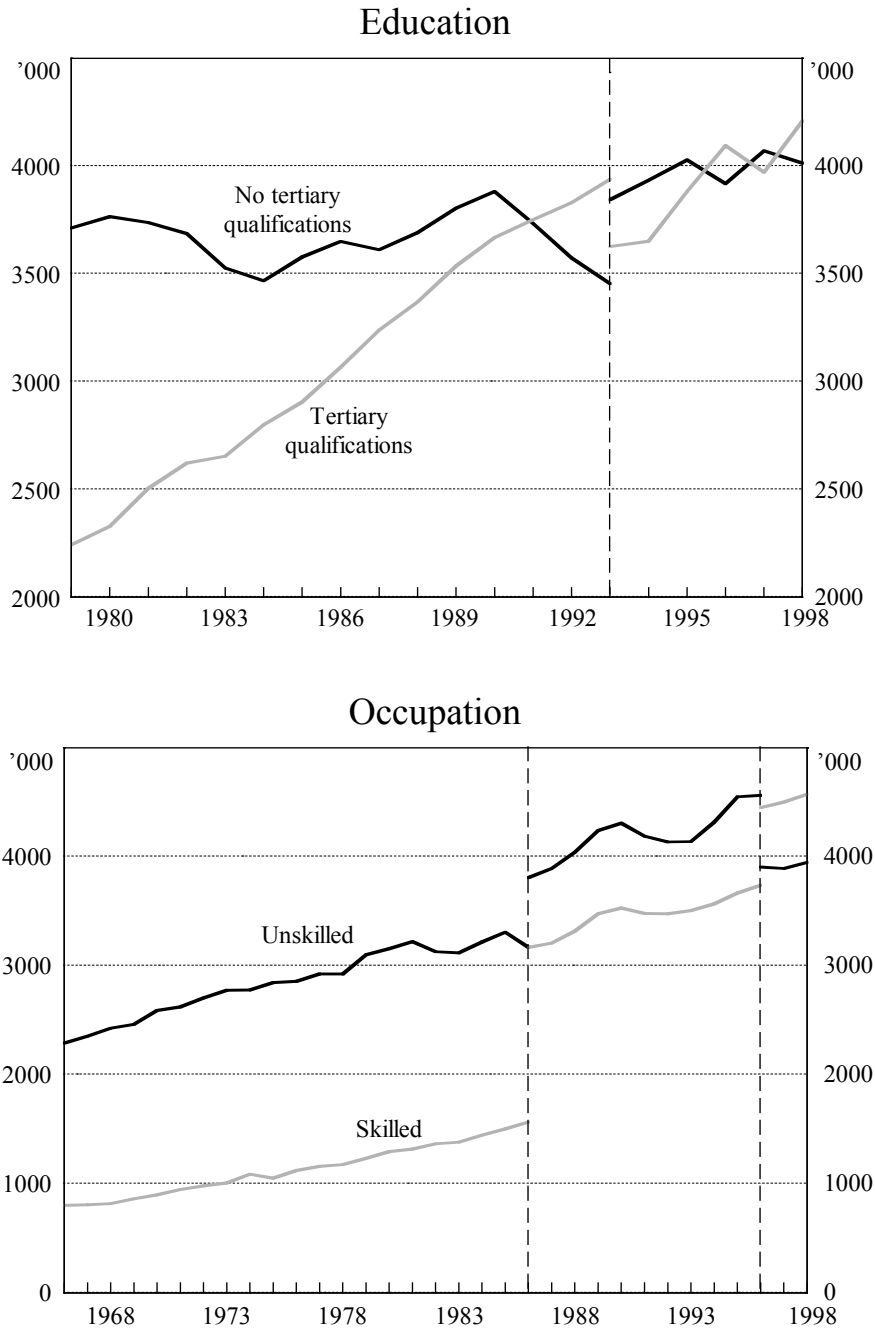 Education
’000 ’000
4000 4000
No tertiary
qualifications
3500 3500
3000 3000
Tertiary
qualifications
2500 2500
2000 2000
1980 1983 1986 1989 1992 1995 1998
Occupation
’000 ’000
4000 4000
Unskilled
3000 3000
2000 2000
Skilled
1000 1000
0 0
1968 1973 1978 1983 1988 1993 1998